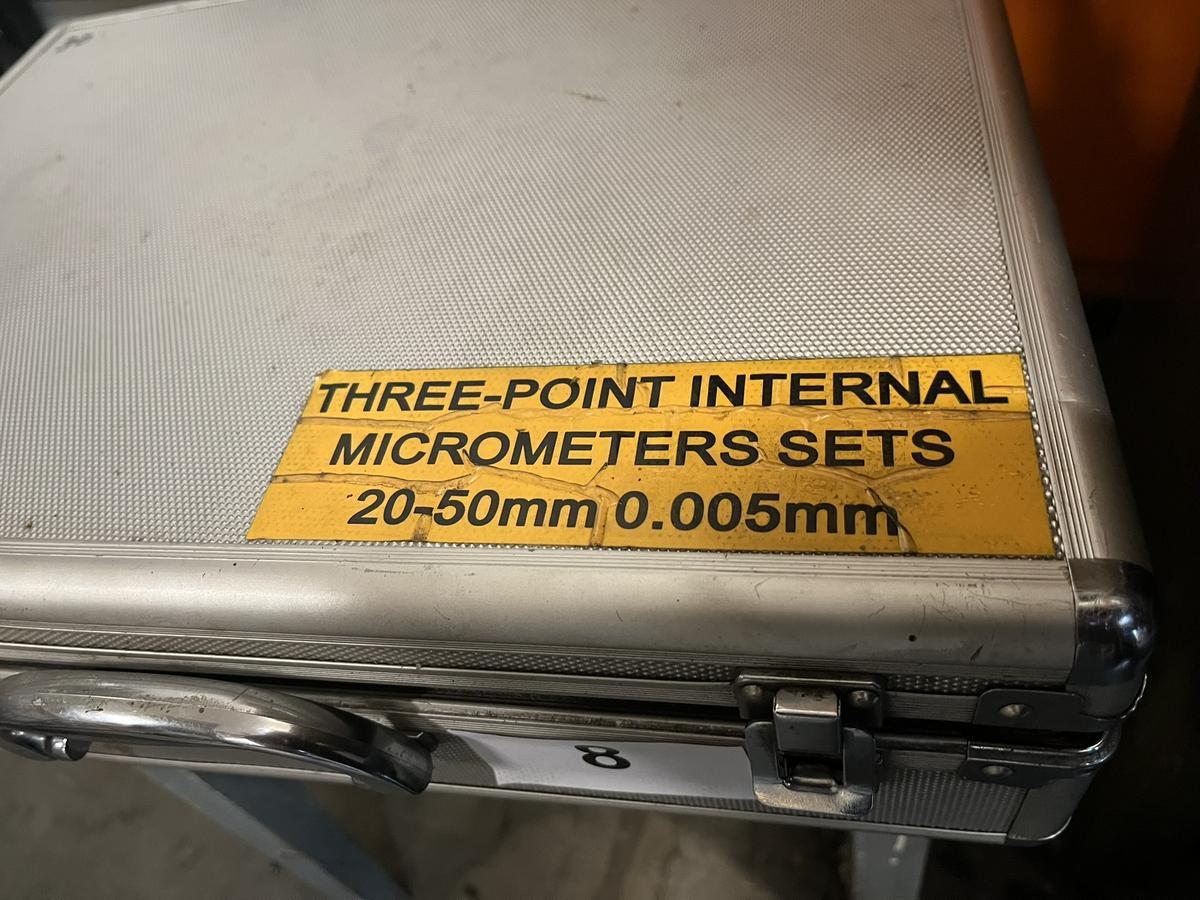 THREE-POINT INTERNAL
MICROMETERS SETS
20-50mm 0.005mm
8